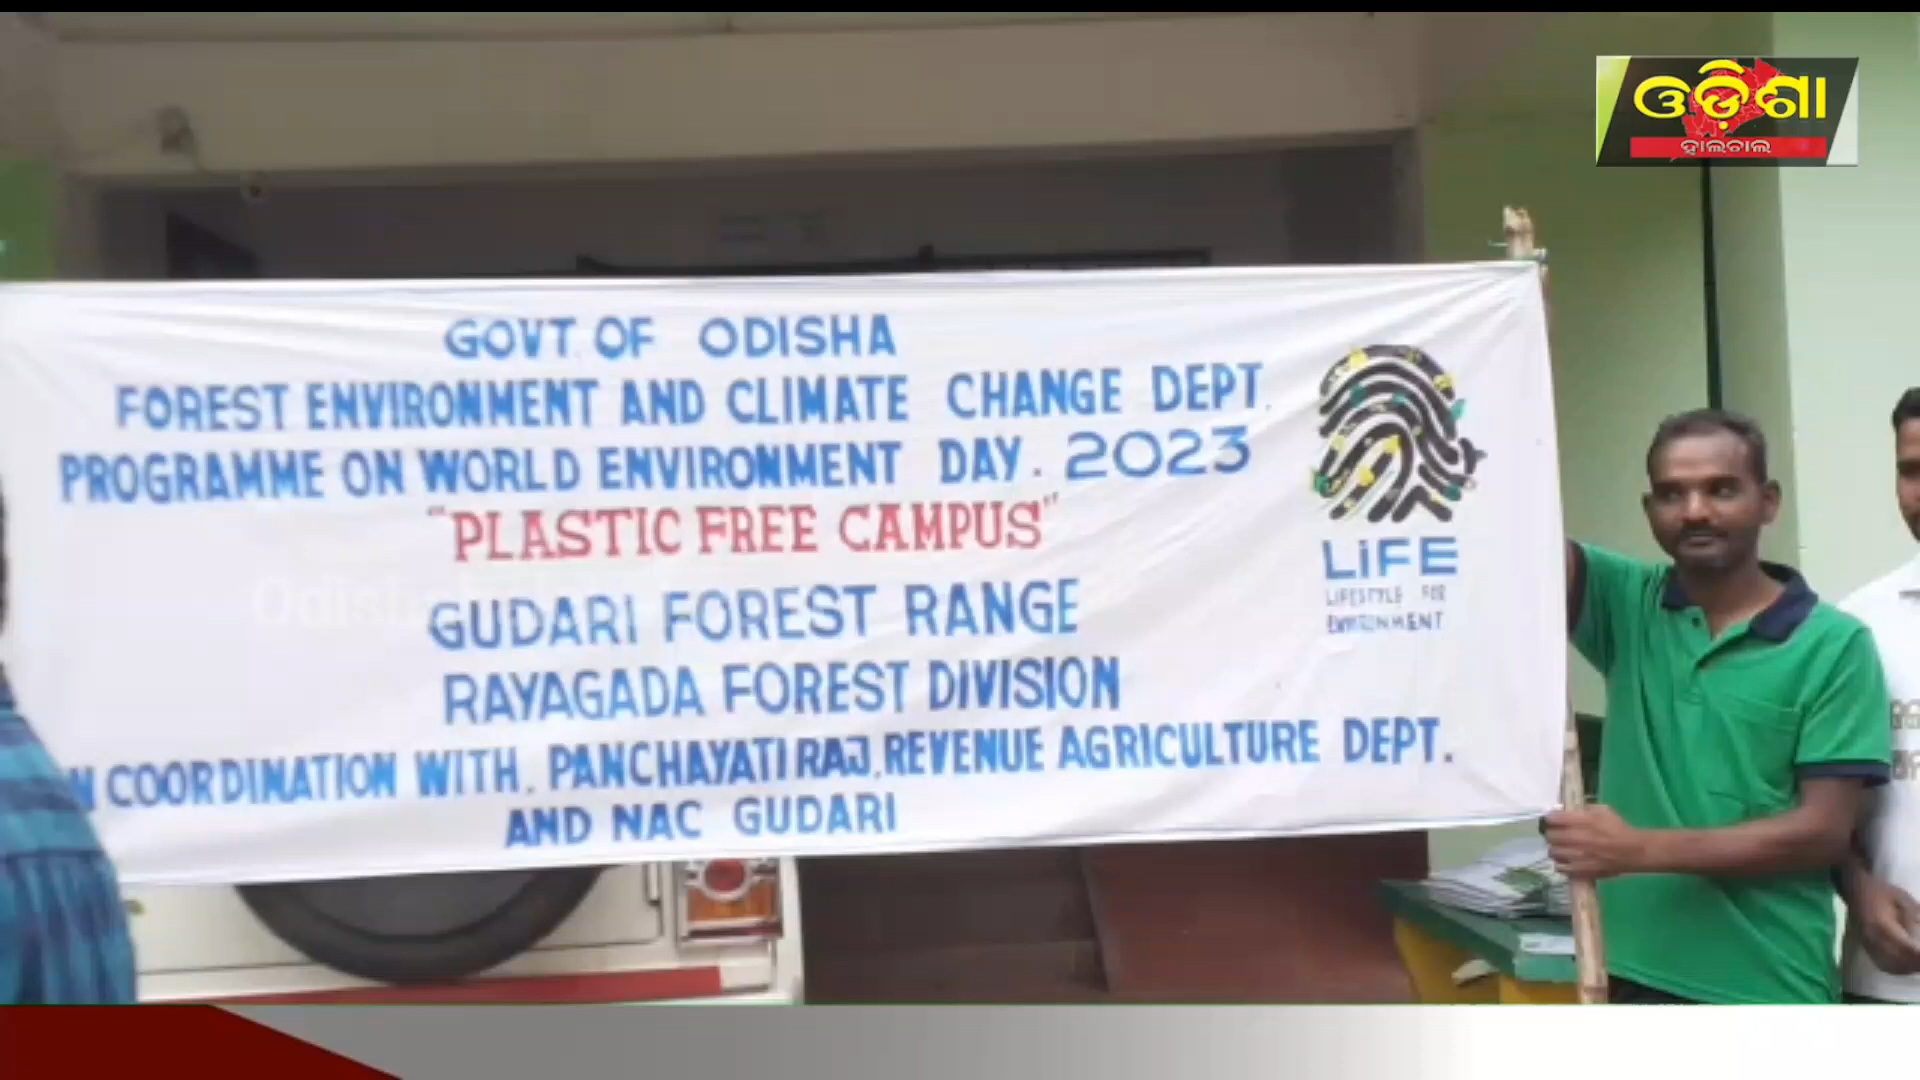 ଓଡ଼ିଶା
ହାଲଚାଲ
GOVT. OF ODISHA
FOREST ENVIRONMENT AND CLIMATE CHANGE DEPT.
PROGRAMME ON WORLD ENVIRONMENT DAY. 2023
"PLASTIC FREE CAMPUS"
GUDARI FOREST RANGE
RAYAGADA FOREST DIVISION
COORDINATION WITH. PANCHAYATI RAJ, REVENUE AGRICULTURE DEPT.
AND NAC GUDARI
LiFE
LIFESTYLE FOR
ENVIRONMENT